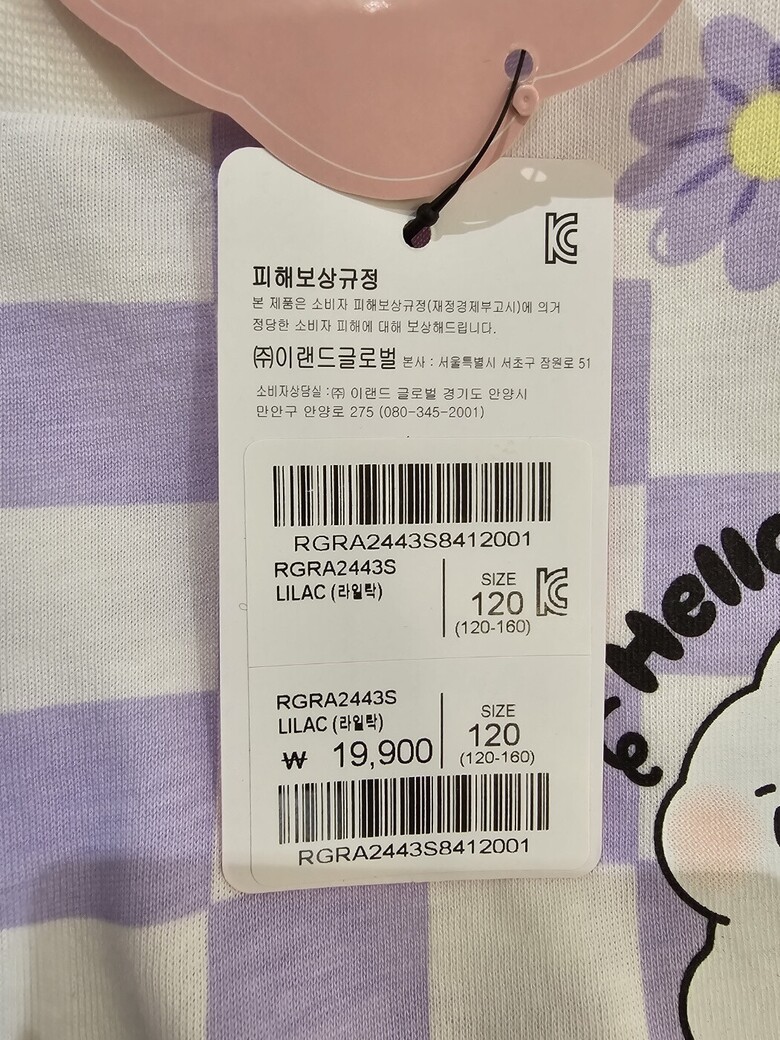 피해보상규정
본 제품은 소비자 피해보상규정(재정경제부고시)에 의거
정당한 소비자 피해에 대해 보상해드립니다.
㈜이랜드글로벌 본사 : 서울특별시 서초구 잠원로 51
소비자상담실 :㈜ 이랜드 글로벌 경기도 안양시
만안구 안양로 275 (080-345-2001)
RGRA2443S8412001
RGRA2443S
LILAC (라일락)
SIZE
120
(120-160)
RGRA2443S
LILAC (라일락)
₩ 19,900
SIZE
120
(120-160)
RGRA2443S8412001
Hello